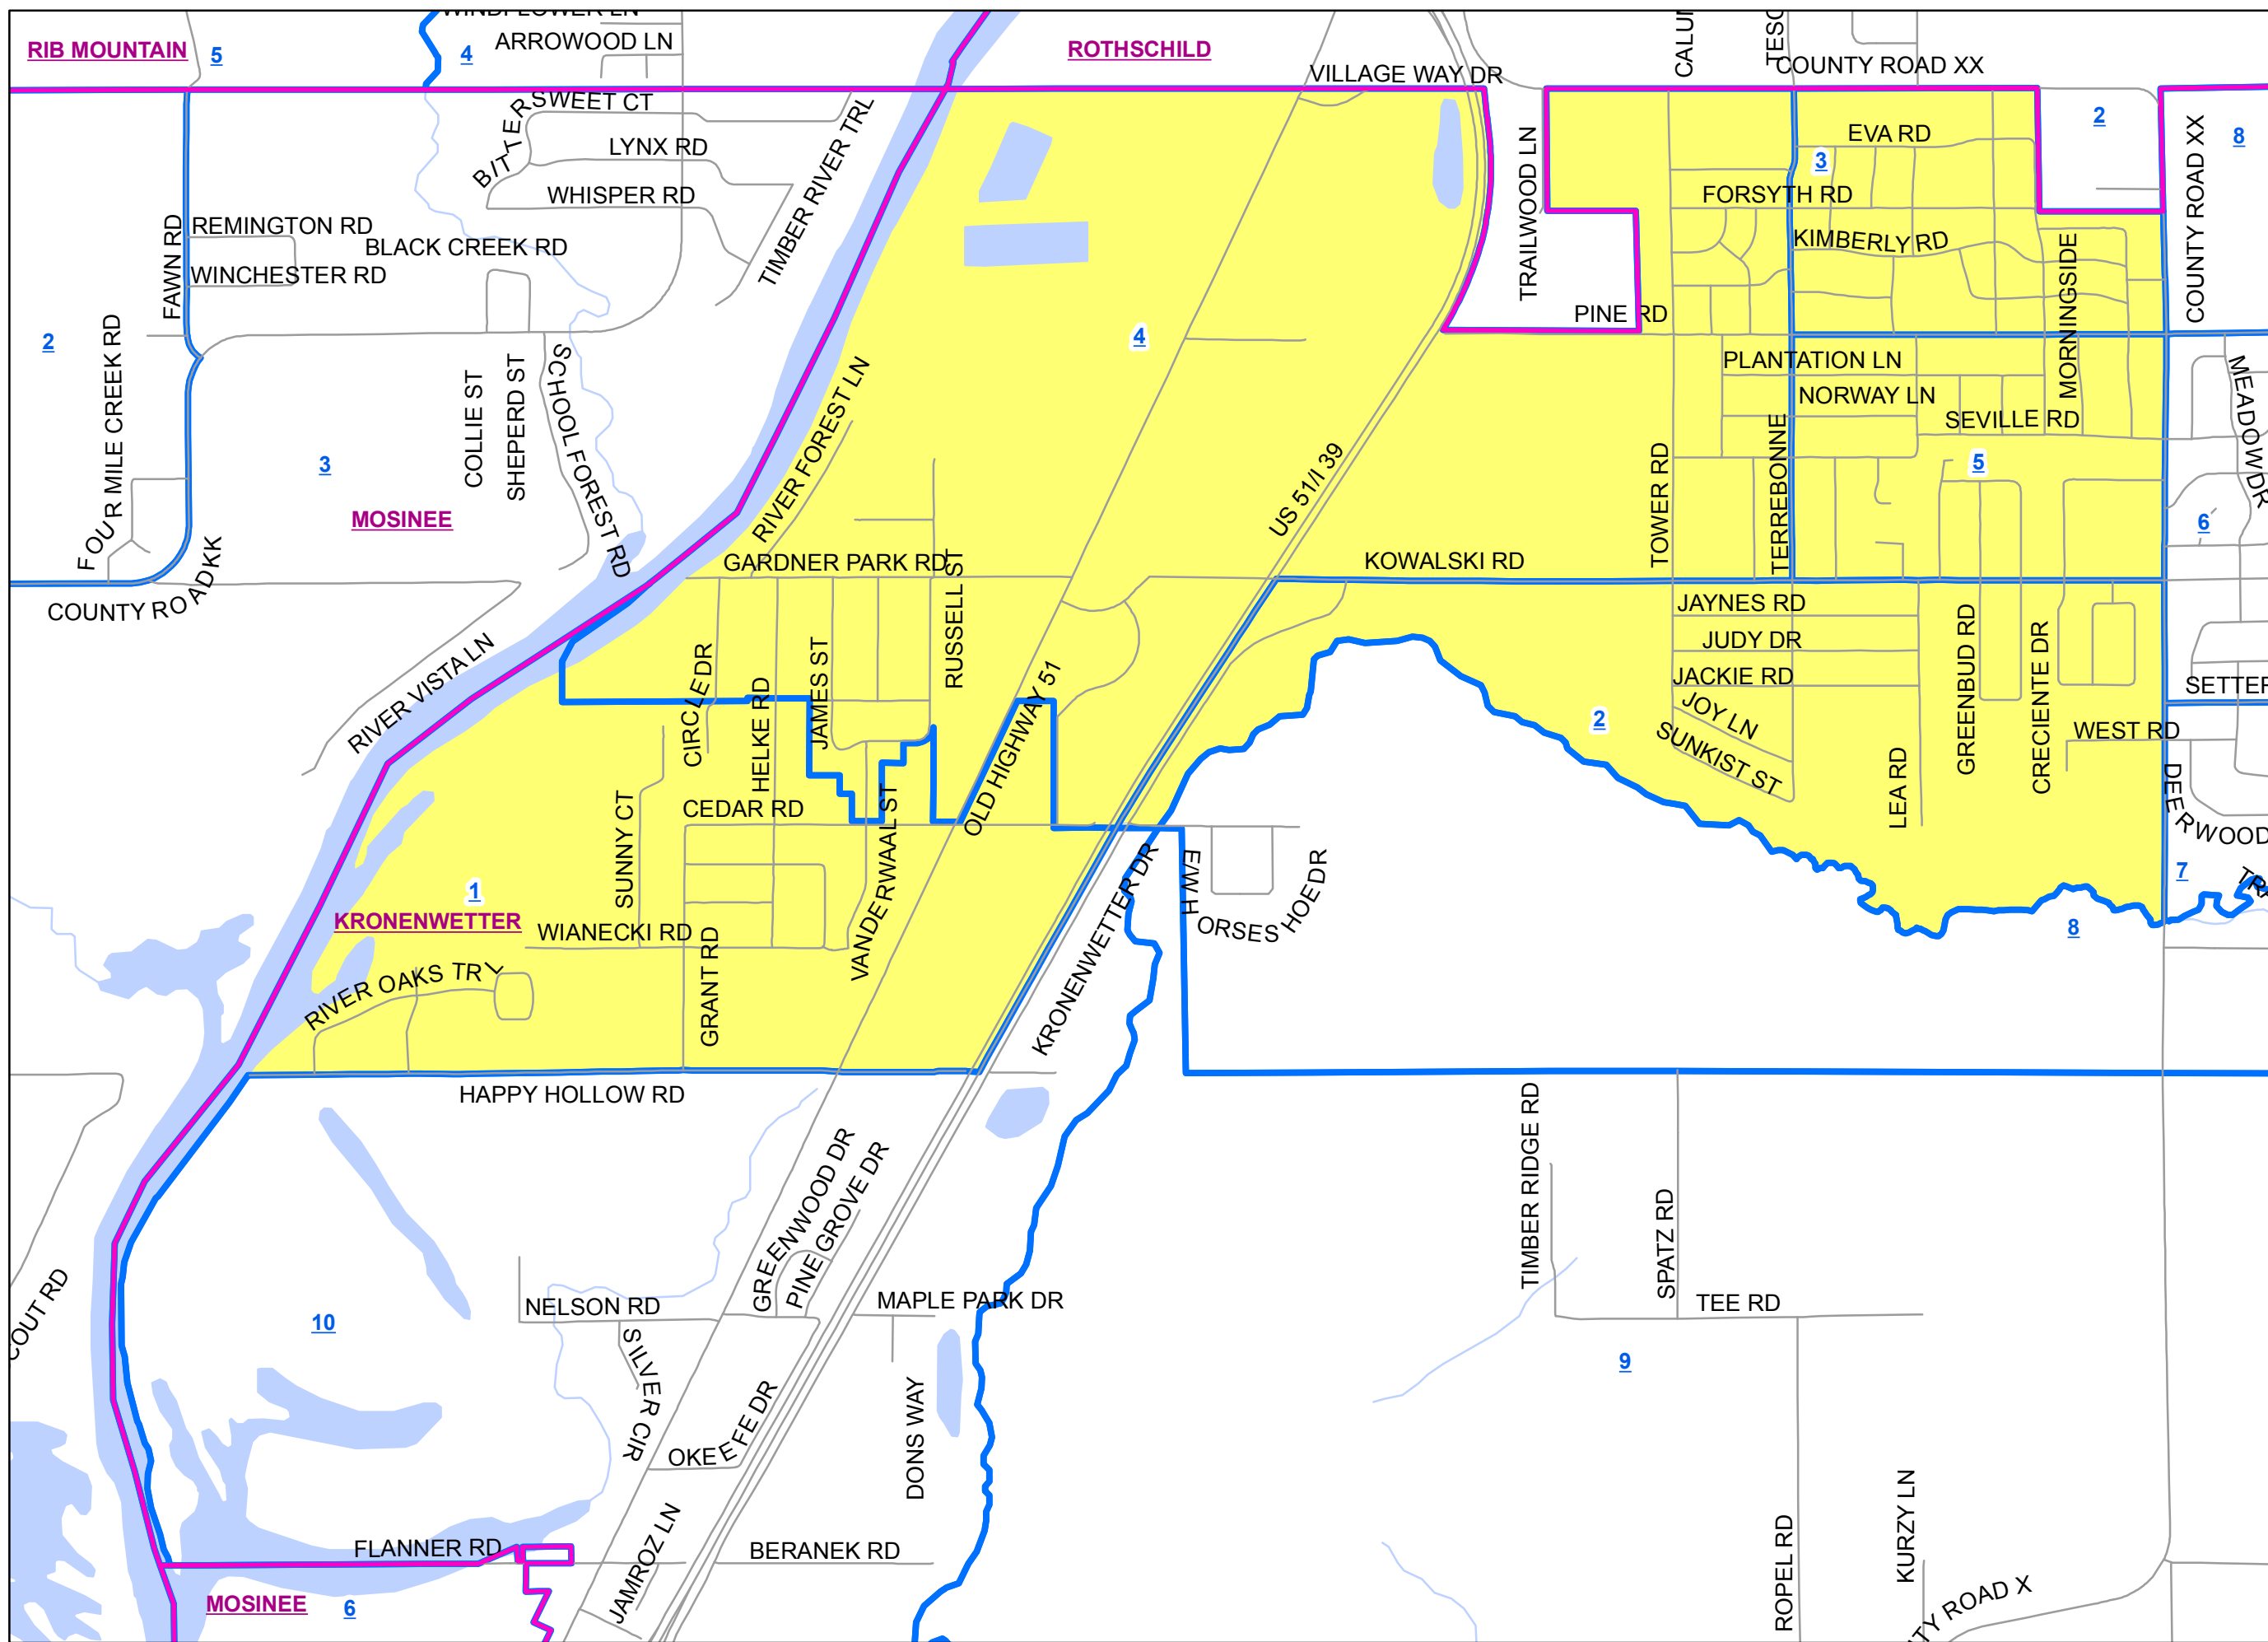 WINDFLOWER LN
RIB MOUNTAIN
5
4
ARROWOOD LN
ROTHSCHILD
VILLAGE WAY DR
COUNTY ROAD XX
BITTER
SWEET CT
LYNX RD
WHISPER RD
TIMBER RIVER TRL
TRAILWOOD LN
EVA RD
3
2
8
COUNTY ROAD XX
FORSYTH RD
KIMBERLY RD
MORNINGSIDE
FAWN RD
REMINGTON RD
BLACK CREEK RD
WINCHESTER RD
PINE RD
2
FOUR MILE CREEK RD
COLLIE ST
SHEPERD ST
SCHOOL FOREST RD
3
MOSINEE
RIVER FOREST LN
4
US 51/I 39
PLANTATION LN
NORWAY LN
SEVILLE RD
MEADOW DR
5
6
TOWER RD
TERREBONNE
COUNTY ROAD KK
GARDNER PARK RD
KOWALSKI RD
RIVER VISTA LN
CIRCLE DR
HELKE RD
JAMES ST
RUSSELL ST
OLD HIGHWAY 51
JAYNES RD
JUDY DR
JACKIE RD
JOY LN
SUNKIST ST
2
LEA RD
GREENBUD RD
CRECIENTE DR
SETTER
WEST RD
DEERWOOD
7
8
CEDAR RD
SUNNY CT
VANDERWAAL ST
1
KRONENWETTER
WIANECKI RD
GRANT RD
RIVER OAKS TRL
KRONENWETTER DR
E/W HORSESHOE DR
HAPPY HOLLOW RD
GREENWOOD DR
PINE GROVE DR
NELSON RD
SILVER CIR
MAPLE PARK DR
10
TIMBER RIDGE RD
SPATZ RD
TEE RD
9
OKEEFE DR
DONS WAY
JAMROZ LN
FLANNER RD
BERANEK RD
ROPEL RD
KURZY LN
MOSINEE
6